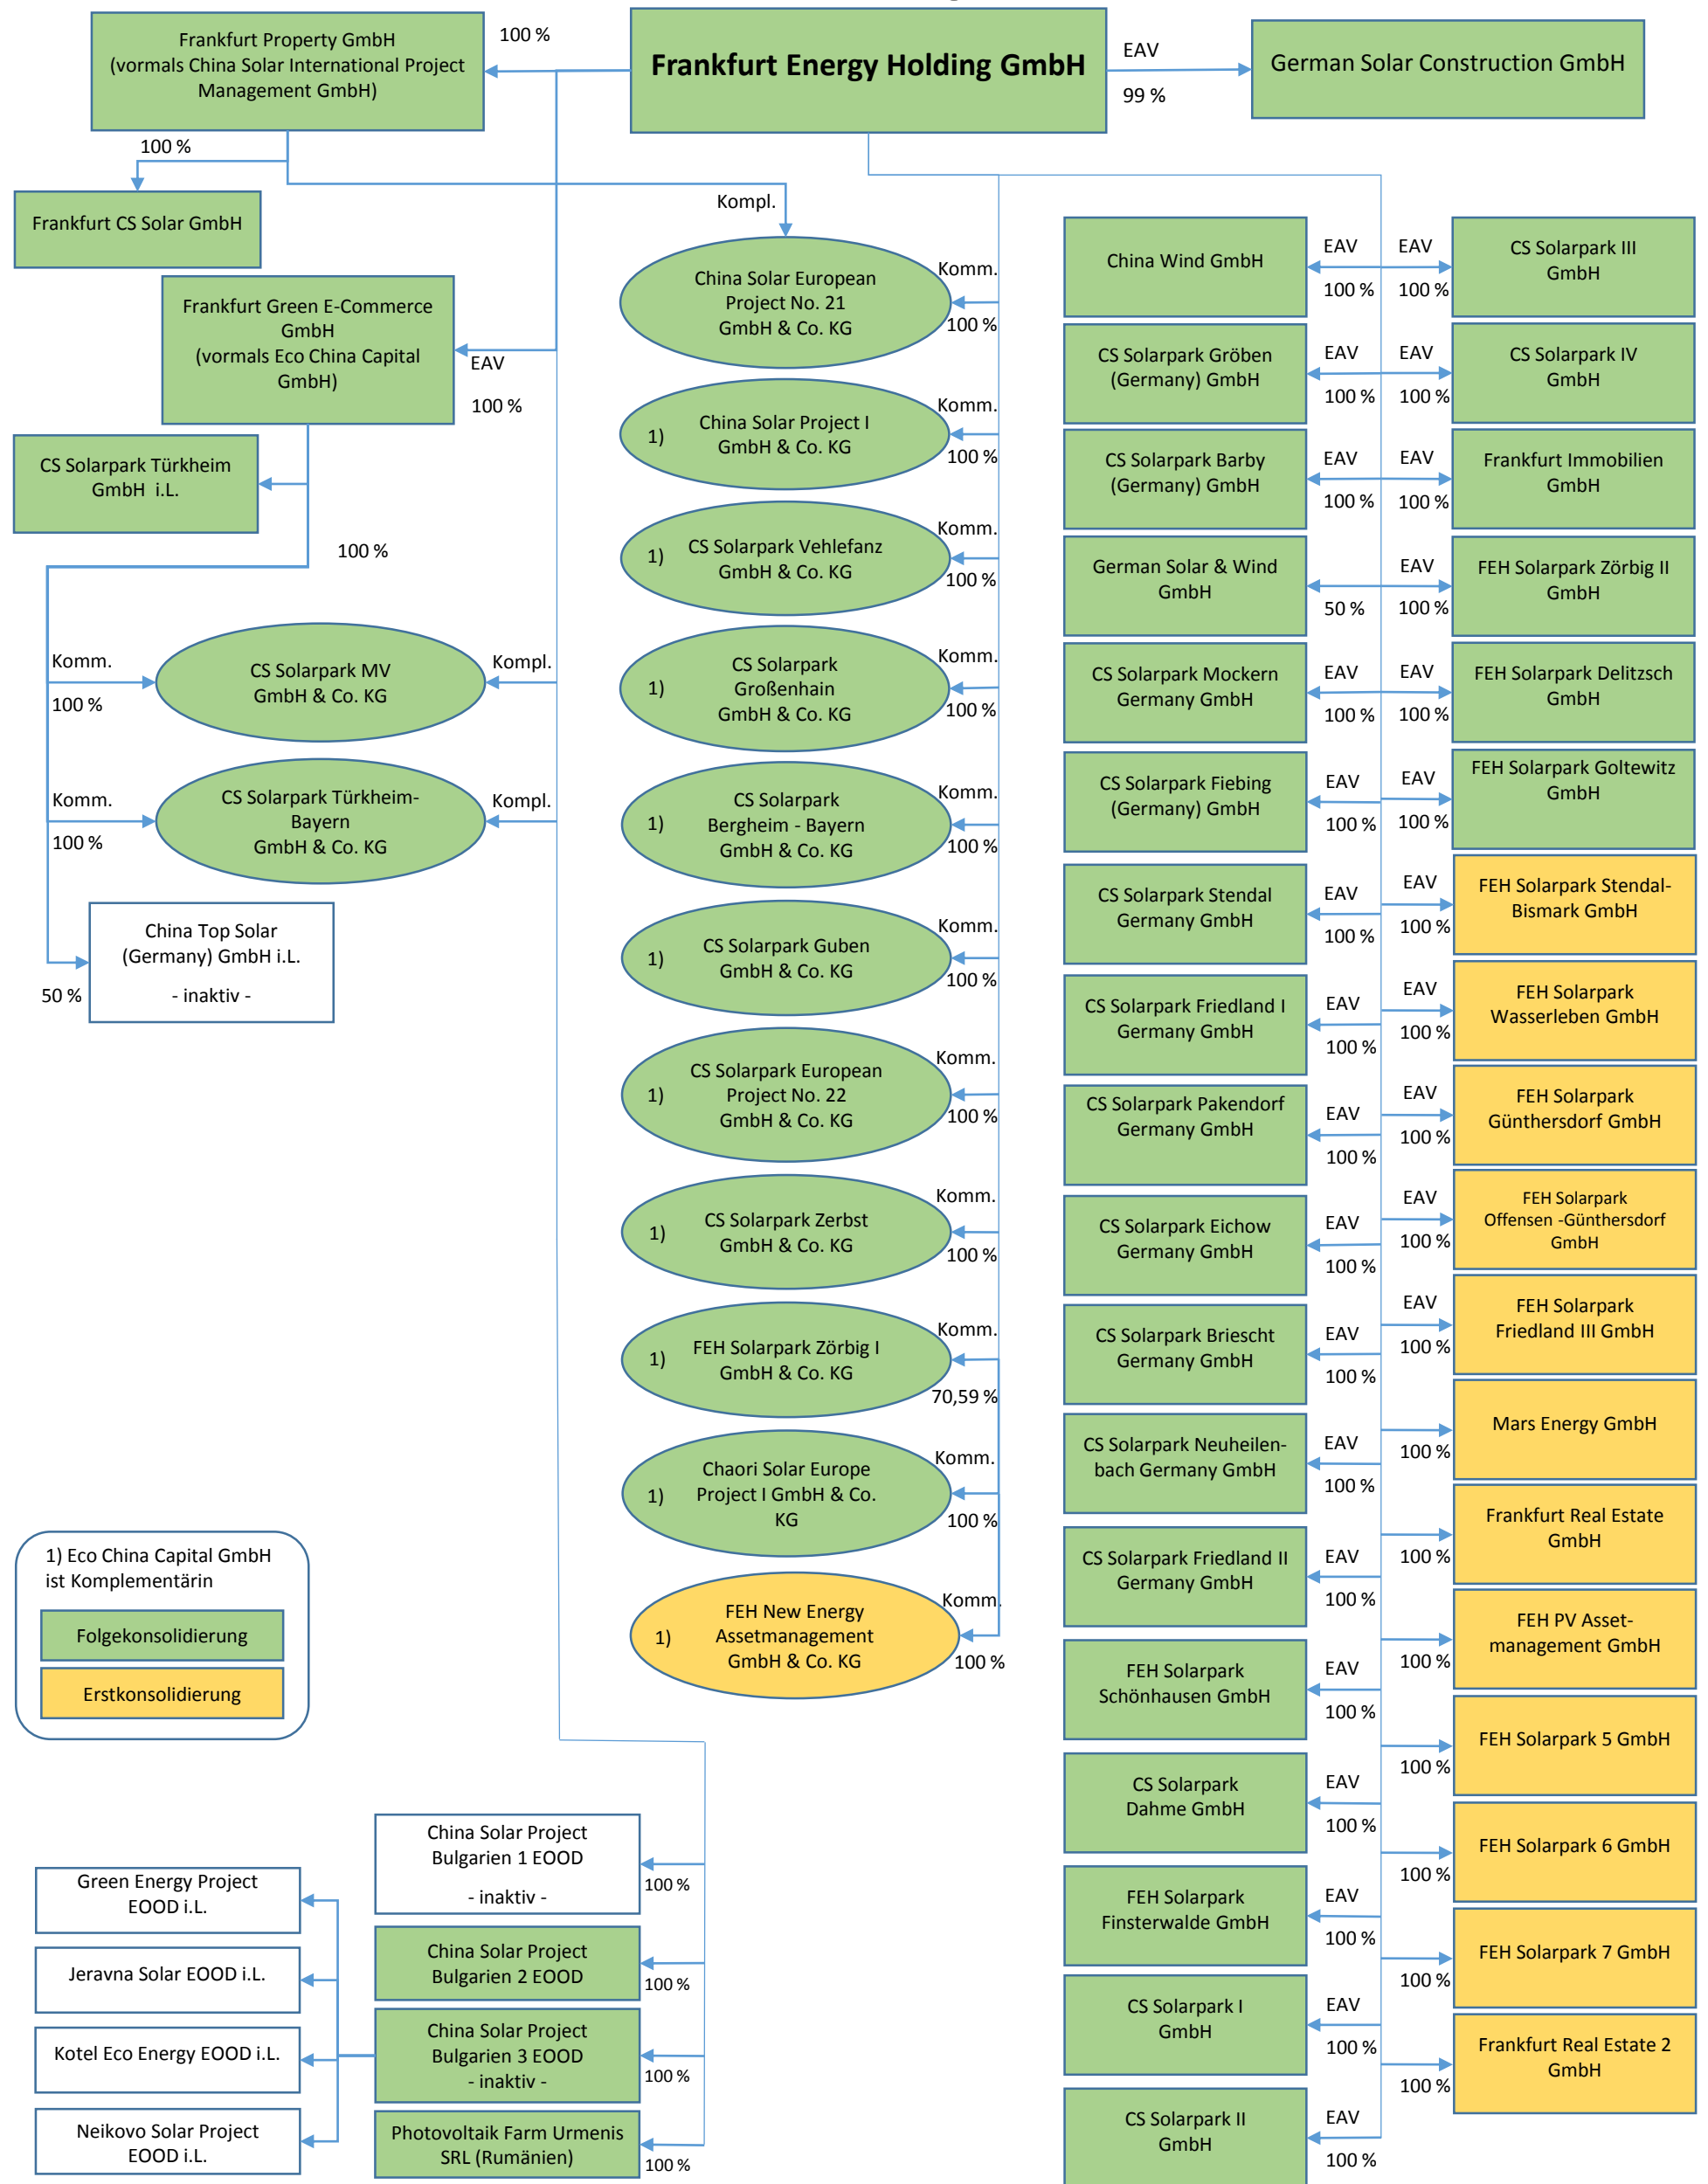 Frankfurt Property GmbH
(vormals China Solar International Project
Management GmbH)
100 %
Frankfurt Energy Holding GmbH
EAV
99 %
German Solar Construction GmbH
100 %
Frankfurt CS Solar GmbH
Kompl.
Frankfurt Green E-Commerce
GmbH
(vormals Eco China Capital
GmbH)
EAV
100 %
CS Solarpark Türkheim
GmbH i.L.
100 %
Komm.
100 %
CS Solarpark MV
GmbH & Co. KG
Kompl.
Komm.
100 %
CS Solarpark Türkheim-
Bayern
GmbH & Co. KG
Kompl.
China Top Solar
(Germany) GmbH i.L.
- inaktiv -
50 %
China Solar European
Project No. 21
GmbH & Co. KG
Komm.
100 %
1)
China Solar Project I
GmbH & Co. KG
Komm.
100 %
1)
CS Solarpark Vehlefanz
GmbH & Co. KG
Komm.
100 %
1)
CS Solarpark
Großenhain
GmbH & Co. KG
Komm.
100 %
1)
CS Solarpark
Bergheim - Bayern
GmbH & Co. KG
Komm.
100 %
1)
CS Solarpark Guben
GmbH & Co. KG
Komm.
100 %
1)
CS Solarpark European
Project No. 22
GmbH & Co. KG
Komm.
100 %
1)
CS Solarpark Zerbst
GmbH & Co. KG
Komm.
100 %
1)
FEH Solarpark Zörbig I
GmbH & Co. KG
Komm.
70,59 %
1)
Chaori Solar Europe
Project I GmbH & Co.
KG
Komm.
100 %
1)
FEH New Energy
Assetmanagement
GmbH & Co. KG
Komm.
100 %
China Wind GmbH
EAV
100 %
EAV
100 %
CS Solarpark III
GmbH
CS Solarpark Gröben
(Germany) GmbH
EAV
100 %
EAV
100 %
CS Solarpark IV
GmbH
CS Solarpark Barby
(Germany) GmbH
EAV
100 %
EAV
100 %
Frankfurt Immobilien
GmbH
German Solar & Wind
GmbH
50 %
EAV
100 %
FEH Solarpark Zörbig II
GmbH
CS Solarpark Mockern
Germany GmbH
EAV
100 %
EAV
100 %
FEH Solarpark Delitzsch
GmbH
CS Solarpark Fiebing
(Germany) GmbH
EAV
100 %
EAV
100 %
FEH Solarpark Goltewitz
GmbH
CS Solarpark Stendal
Germany GmbH
EAV
100 %
EAV
100 %
FEH Solarpark Stendal-
Bismark GmbH
CS Solarpark Friedland I
Germany GmbH
EAV
100 %
EAV
100 %
FEH Solarpark
Wasserleben GmbH
CS Solarpark Pakendorf
Germany GmbH
EAV
100 %
EAV
100 %
FEH Solarpark
Günthersdorf GmbH
CS Solarpark Eichow
Germany GmbH
EAV
100 %
EAV
100 %
FEH Solarpark
Offensen -Günthersdorf
GmbH
CS Solarpark Briescht
Germany GmbH
EAV
100 %
EAV
100 %
FEH Solarpark
Friedland III GmbH
CS Solarpark Neuheilen-
bach Germany GmbH
EAV
100 %
100 %
Mars Energy GmbH
CS Solarpark Friedland II
Germany GmbH
EAV
100 %
100 %
Frankfurt Real Estate
GmbH
FEH Solarpark
Schönhausen GmbH
EAV
100 %
100 %
FEH PV Asset-
management GmbH
CS Solarpark
Dahme GmbH
EAV
100 %
100 %
FEH Solarpark 5 GmbH
FEH Solarpark
Finsterwalde GmbH
EAV
100 %
100 %
FEH Solarpark 6 GmbH
CS Solarpark I
GmbH
EAV
100 %
100 %
FEH Solarpark 7 GmbH
CS Solarpark II
GmbH
EAV
100 %
100 %
Frankfurt Real Estate 2
GmbH
1) Eco China Capital GmbH
ist Komplementärin
Folgekonsolidierung
Erstkonsolidierung
China Solar Project
Bulgarien 1 EOOD
- inaktiv -
100 %
China Solar Project
Bulgarien 2 EOOD
100 %
China Solar Project
Bulgarien 3 EOOD
- inaktiv -
100 %
Photovoltaik Farm Urmenis
SRL (Rumänien)
100 %
Green Energy Project
EOOD i.L.
Jeravna Solar EOOD i.L.
Kotel Eco Energy EOOD i.L.
Neikovo Solar Project
EOOD i.L.